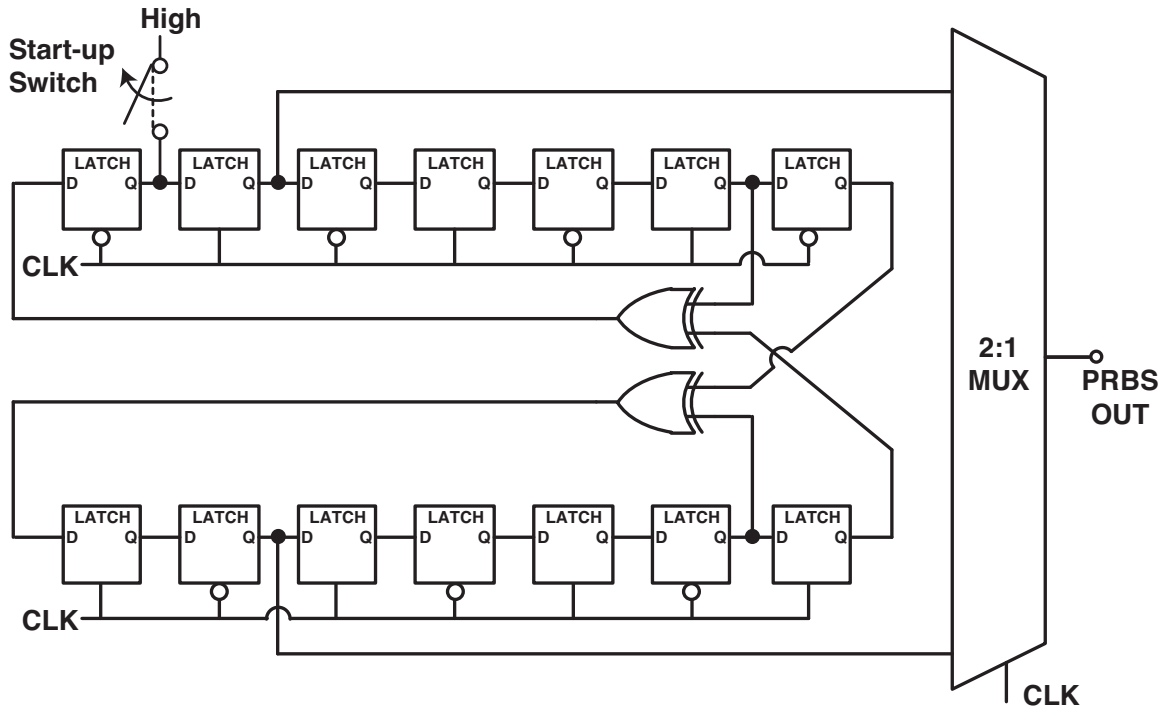 High
Start-up
Switch
LATCH LATCH LATCH LATCH LATCH LATCH LATCH
D Q D Q D Q D Q D Q D Q D Q
CLK
2:1
MUX
PRBS
OUT
LATCH LATCH LATCH LATCH LATCH LATCH LATCH
D Q D Q D Q D Q D Q D Q D Q
CLK
CLK